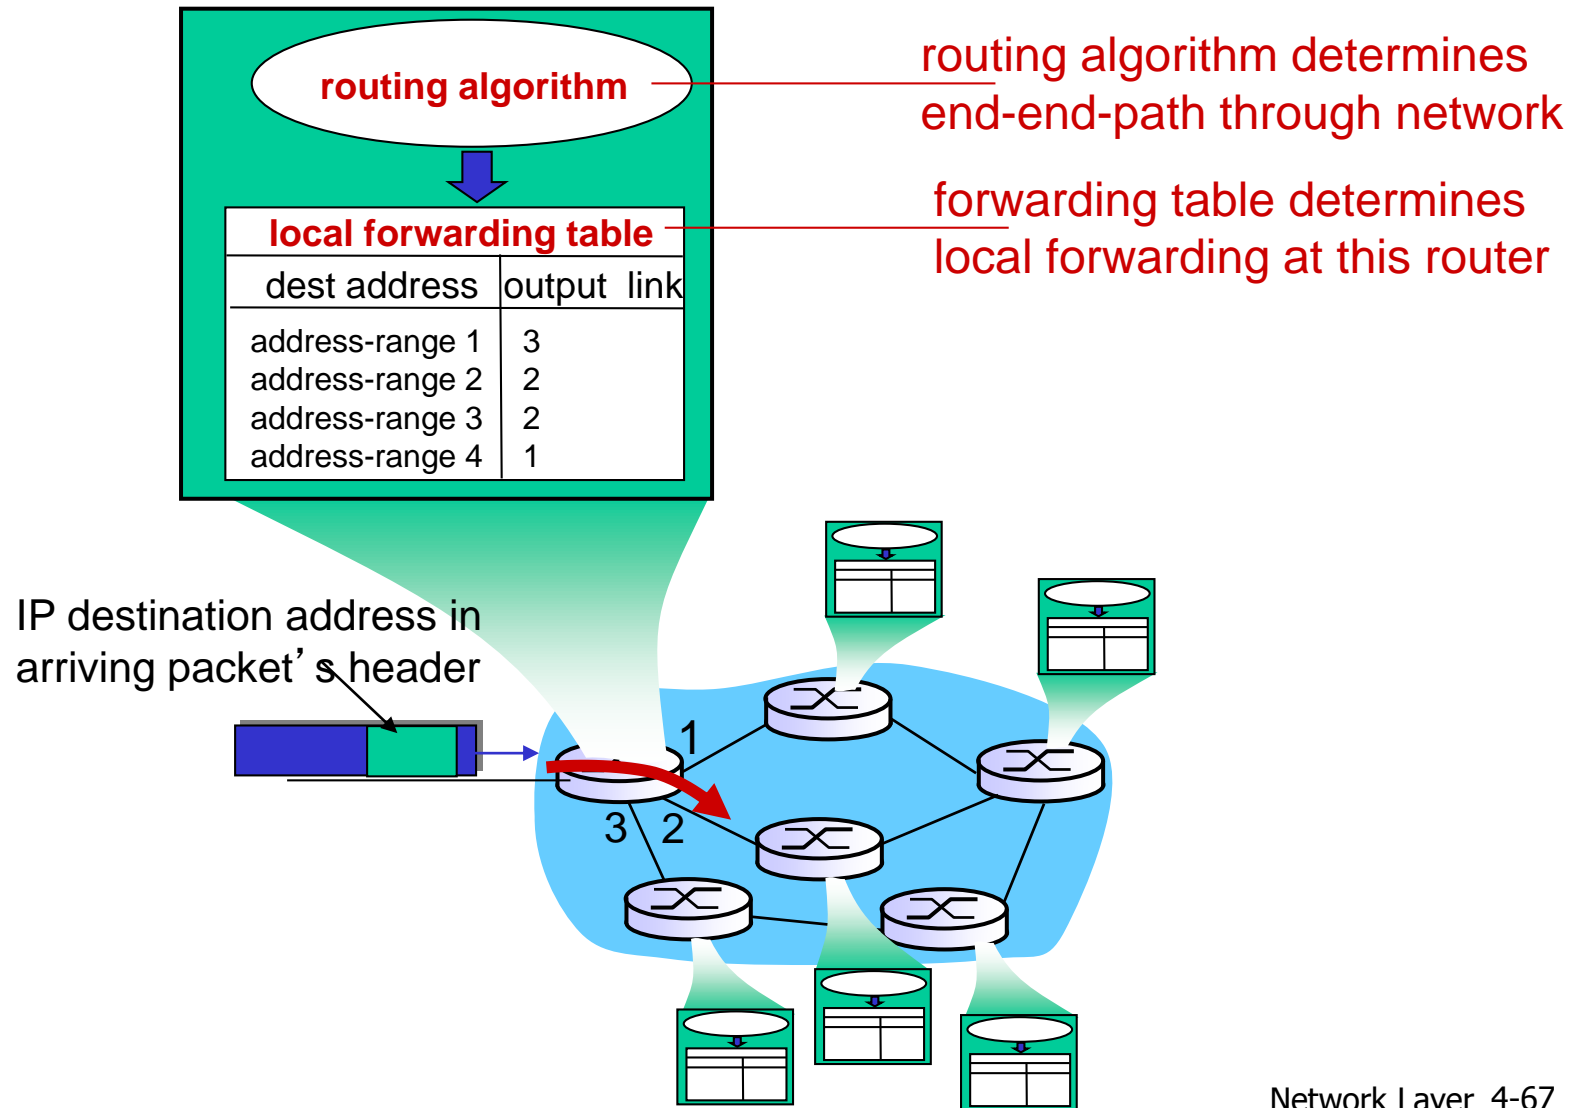 routing algorithm
routing algorithm determines
end-end-path through network
forwarding table determines
local forwarding at this router
local forwarding table
dest address output link
address-range 1 3
address-range 2 2
address-range 3 2
address-range 4 1
IP destination address in
arriving packet’s header
1
3 2
Network Layer 4-67